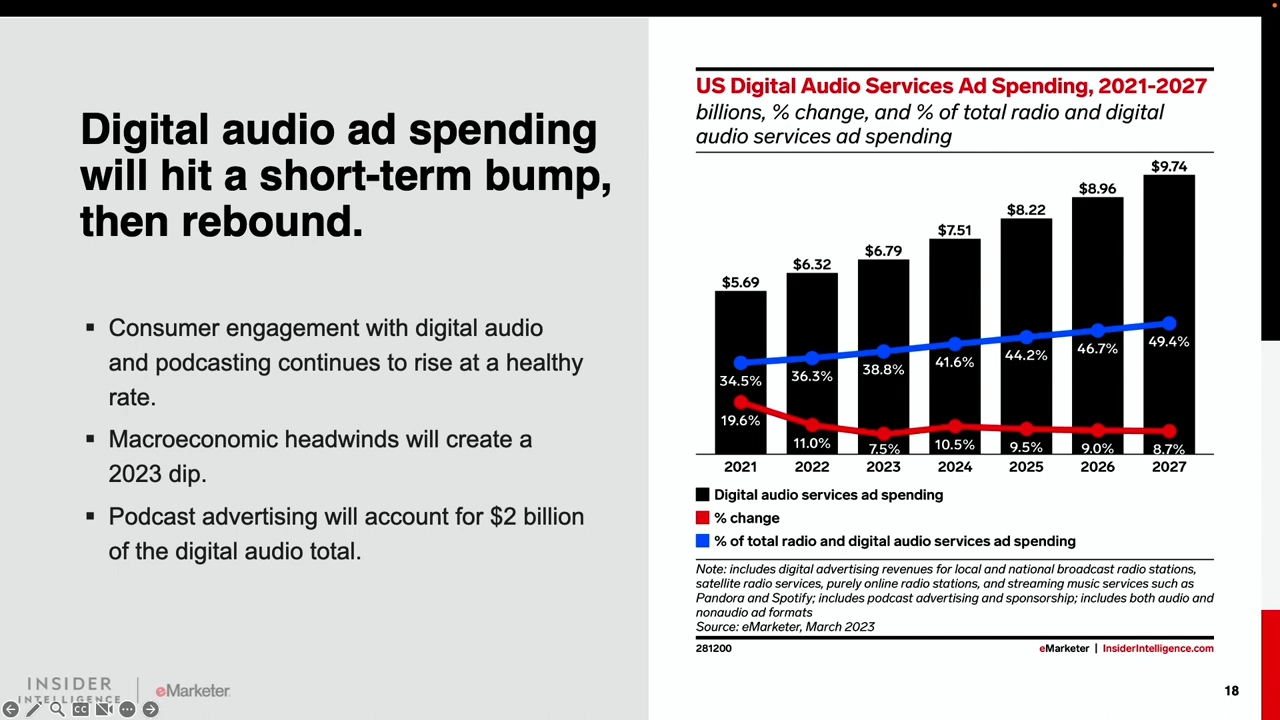 Digital audio ad spending
will hit a short-term bump,
then rebound.
▪ Consumer engagement with digital audio
and podcasting continues to rise at a healthy
rate.
▪ Macroeconomic headwinds will create a
2023 dip.
▪ Podcast advertising will account for $2 billion
of the digital audio total.
INSIDER
INTELLIGENCE
eMarketer
US Digital Audio Services Ad Spending, 2021-2027
billions, % change, and % of total radio and digital
audio services ad spending
$5.69 $6.32 $6.79 $7.51 $8.22 $8.96 $9.74
34.5% 36.3% 38.8% 41.6% 44.2% 46.7% 49.4%
19.6% 11.0% 7.5% 10.5% 9.5% 9.0% 8.7%
2021 2022 2023 2024 2025 2026 2027
Digital audio services ad spending
% change
% of total radio and digital audio services ad spending
Note: includes digital advertising revenues for local and national broadcast radio stations,
satellite radio services, purely online radio stations, and streaming music services such as
Pandora and Spotify; includes podcast advertising and sponsorship; includes both audio and
nonaudio ad formats
Source: eMarketer, March 2023
281200 eMarketer | InsiderIntelligence.com
18
CC